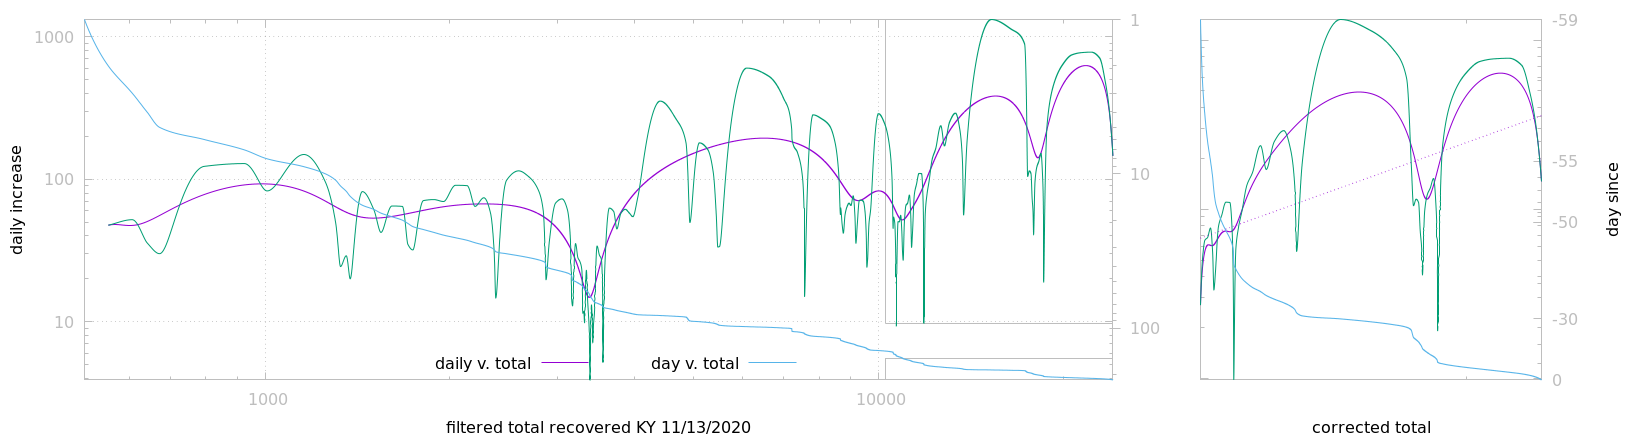 1000
100
10
daily increase
1000
10000
filtered total recovered KY 11/13/2020
daily v. total
day v. total
1
10
100
-59
-55
-50
-30
0
day since
corrected total